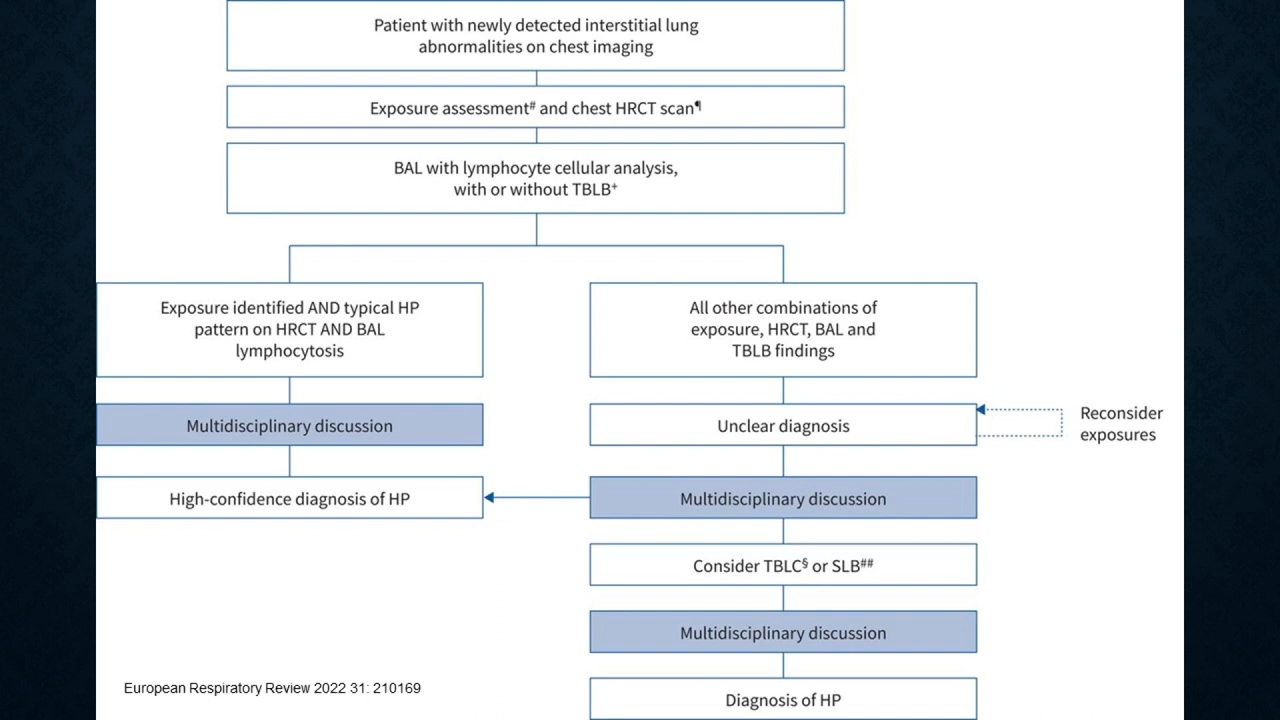 Patient with newly detected interstitial lung
abnormalities on chest imaging
Exposure assessment# and chest HRCT scan¶
BAL with lymphocyte cellular analysis,
with or without TBLB+
Exposure identified AND typical HP
pattern on HRCT AND BAL
lymphocytosis
All other combinations of
exposure, HRCT, BAL and
TBLB findings
Multidisciplinary discussion
Unclear diagnosis
Reconsider
exposures
High-confidence diagnosis of HP
Multidisciplinary discussion
Consider TBLC§ or SLB##
Multidisciplinary discussion
Diagnosis of HP
European Respiratory Review 2022 31: 210169